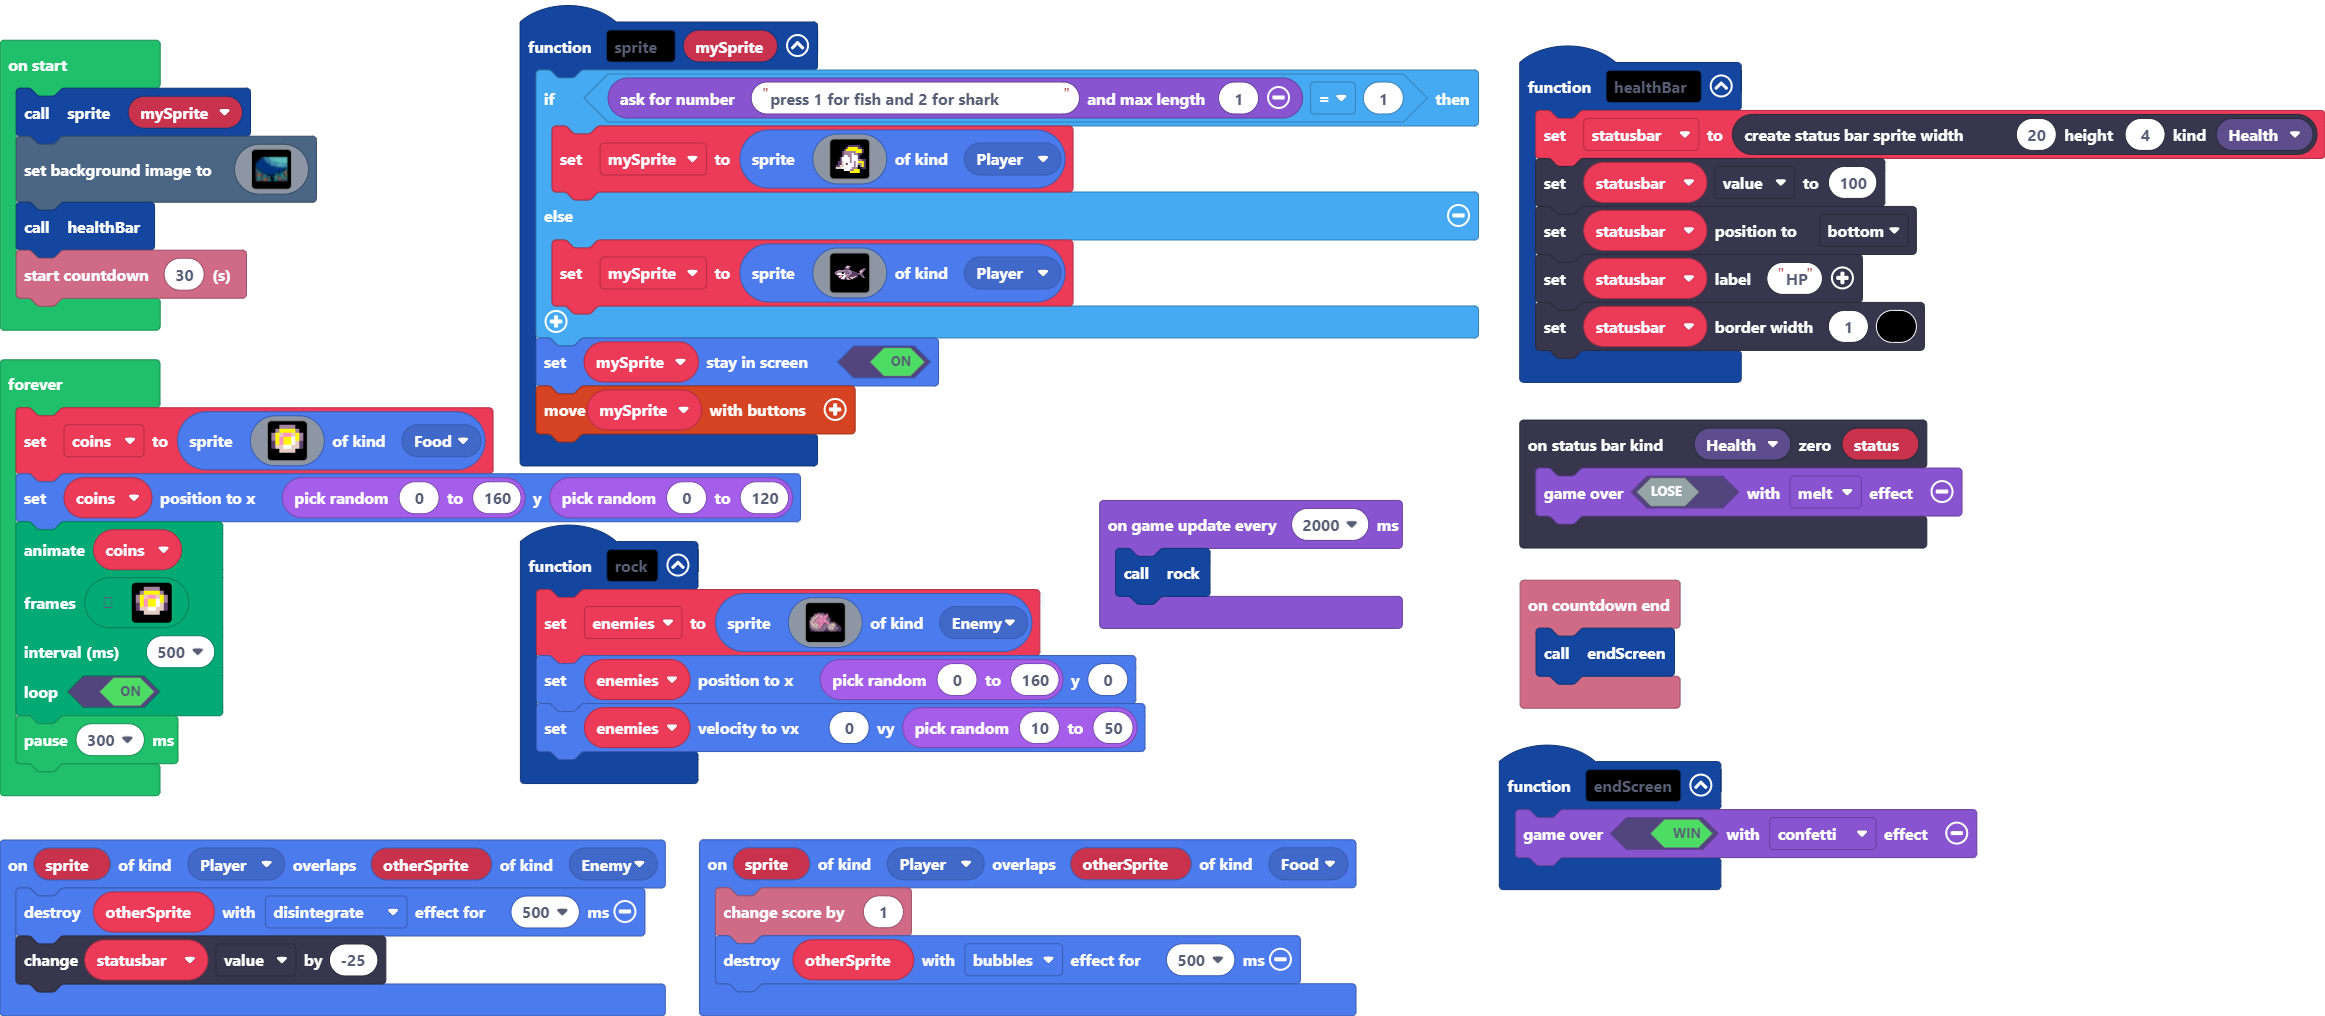 on start
call sprite mySprite
set background image to
call healthBar
start countdown 30 (s)
forever
set coins to sprite of kind Food
set coins position to x pick random 0 to 160 y pick random 0 to 120
animate coins
frames
interval (ms) 500
loop ON
pause 300 ms
function sprite mySprite
if ask for number "press 1 for fish and 2 for shark" and max length 1 = 1 then
set mySprite to sprite of kind Player
else
set mySprite to sprite of kind Player
set mySprite stay in screen ON
move mySprite with buttons
function rock
set enemies to sprite of kind Enemy
set enemies position to x pick random 0 to 160 y 0
set enemies velocity to vx 0 vy pick random 10 to 50
on game update every 2000 ms
call rock
function healthBar
set statusbar to create status bar sprite width 20 height 4 kind Health
set statusbar value to 100
set statusbar position to bottom
set statusbar label "HP"
set statusbar border width 1
on status bar kind Health zero status
game over LOSE with melt effect
on countdown end
call endScreen
function endScreen
game over WIN with confetti effect
on sprite of kind Player overlaps otherSprite of kind Enemy
destroy otherSprite with disintegrate effect for 500 ms
change statusbar value by -25
on sprite of kind Player overlaps otherSprite of kind Food
change score by 1
destroy otherSprite with bubbles effect for 500 ms